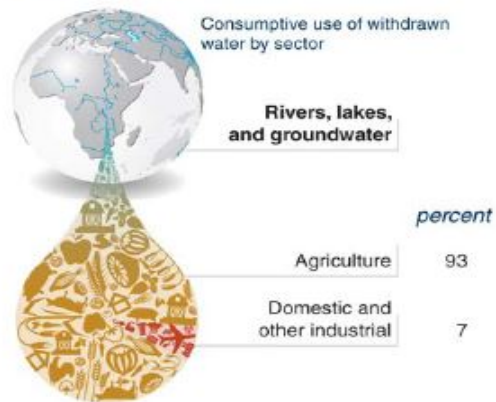 Consumptive use of withdrawn
water by sector
Rivers, lakes,
and groundwater
percent
Agriculture 93
Domestic and
other industrial 7